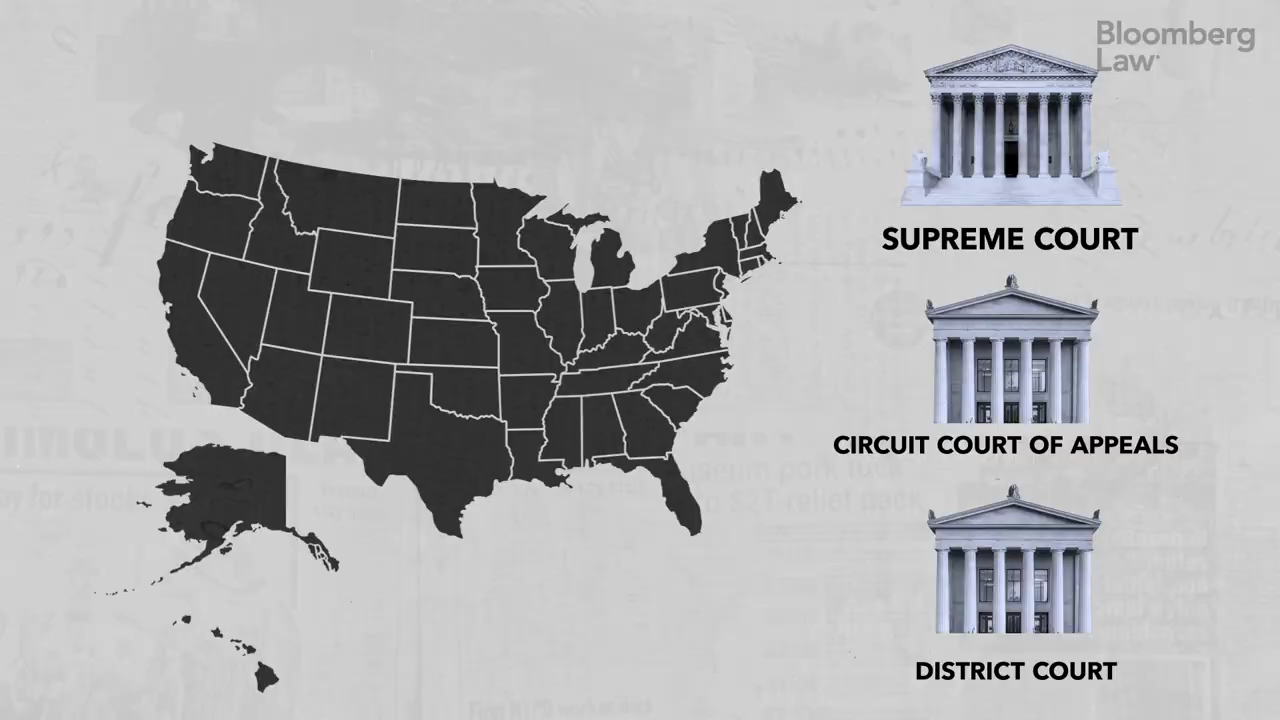 Bloomberg
Law
SUPREME COURT
CIRCUIT COURT OF APPEALS
DISTRICT COURT